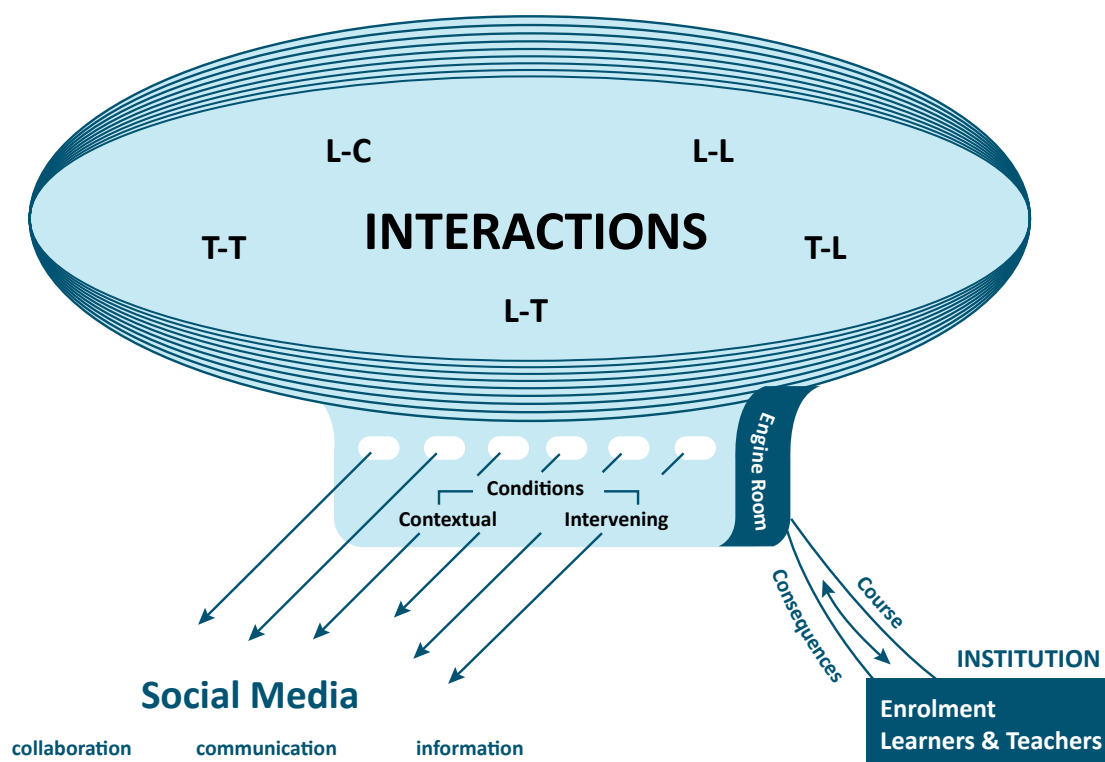 L-C
L-L
INTERACTIONS
T-T
T-L
L-T
Engine Room
Conditions
Contextual
Intervening
Consequences
Course
INSTITUTION
Enrolment
Learners & Teachers
Social Media
collaboration
communication
information